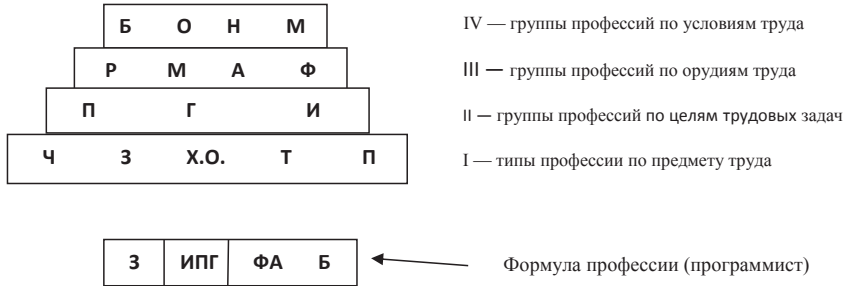 Б О Н М IV — группы профессий по условиям труда
Р М А Ф III — группы профессий по орудиям труда
П Г И II — группы профессий по целям трудовых задач
Ч З Х.О. Т П I — типы профессии по предмету труда
З ИПГ ФА Б Формула профессии (программист)